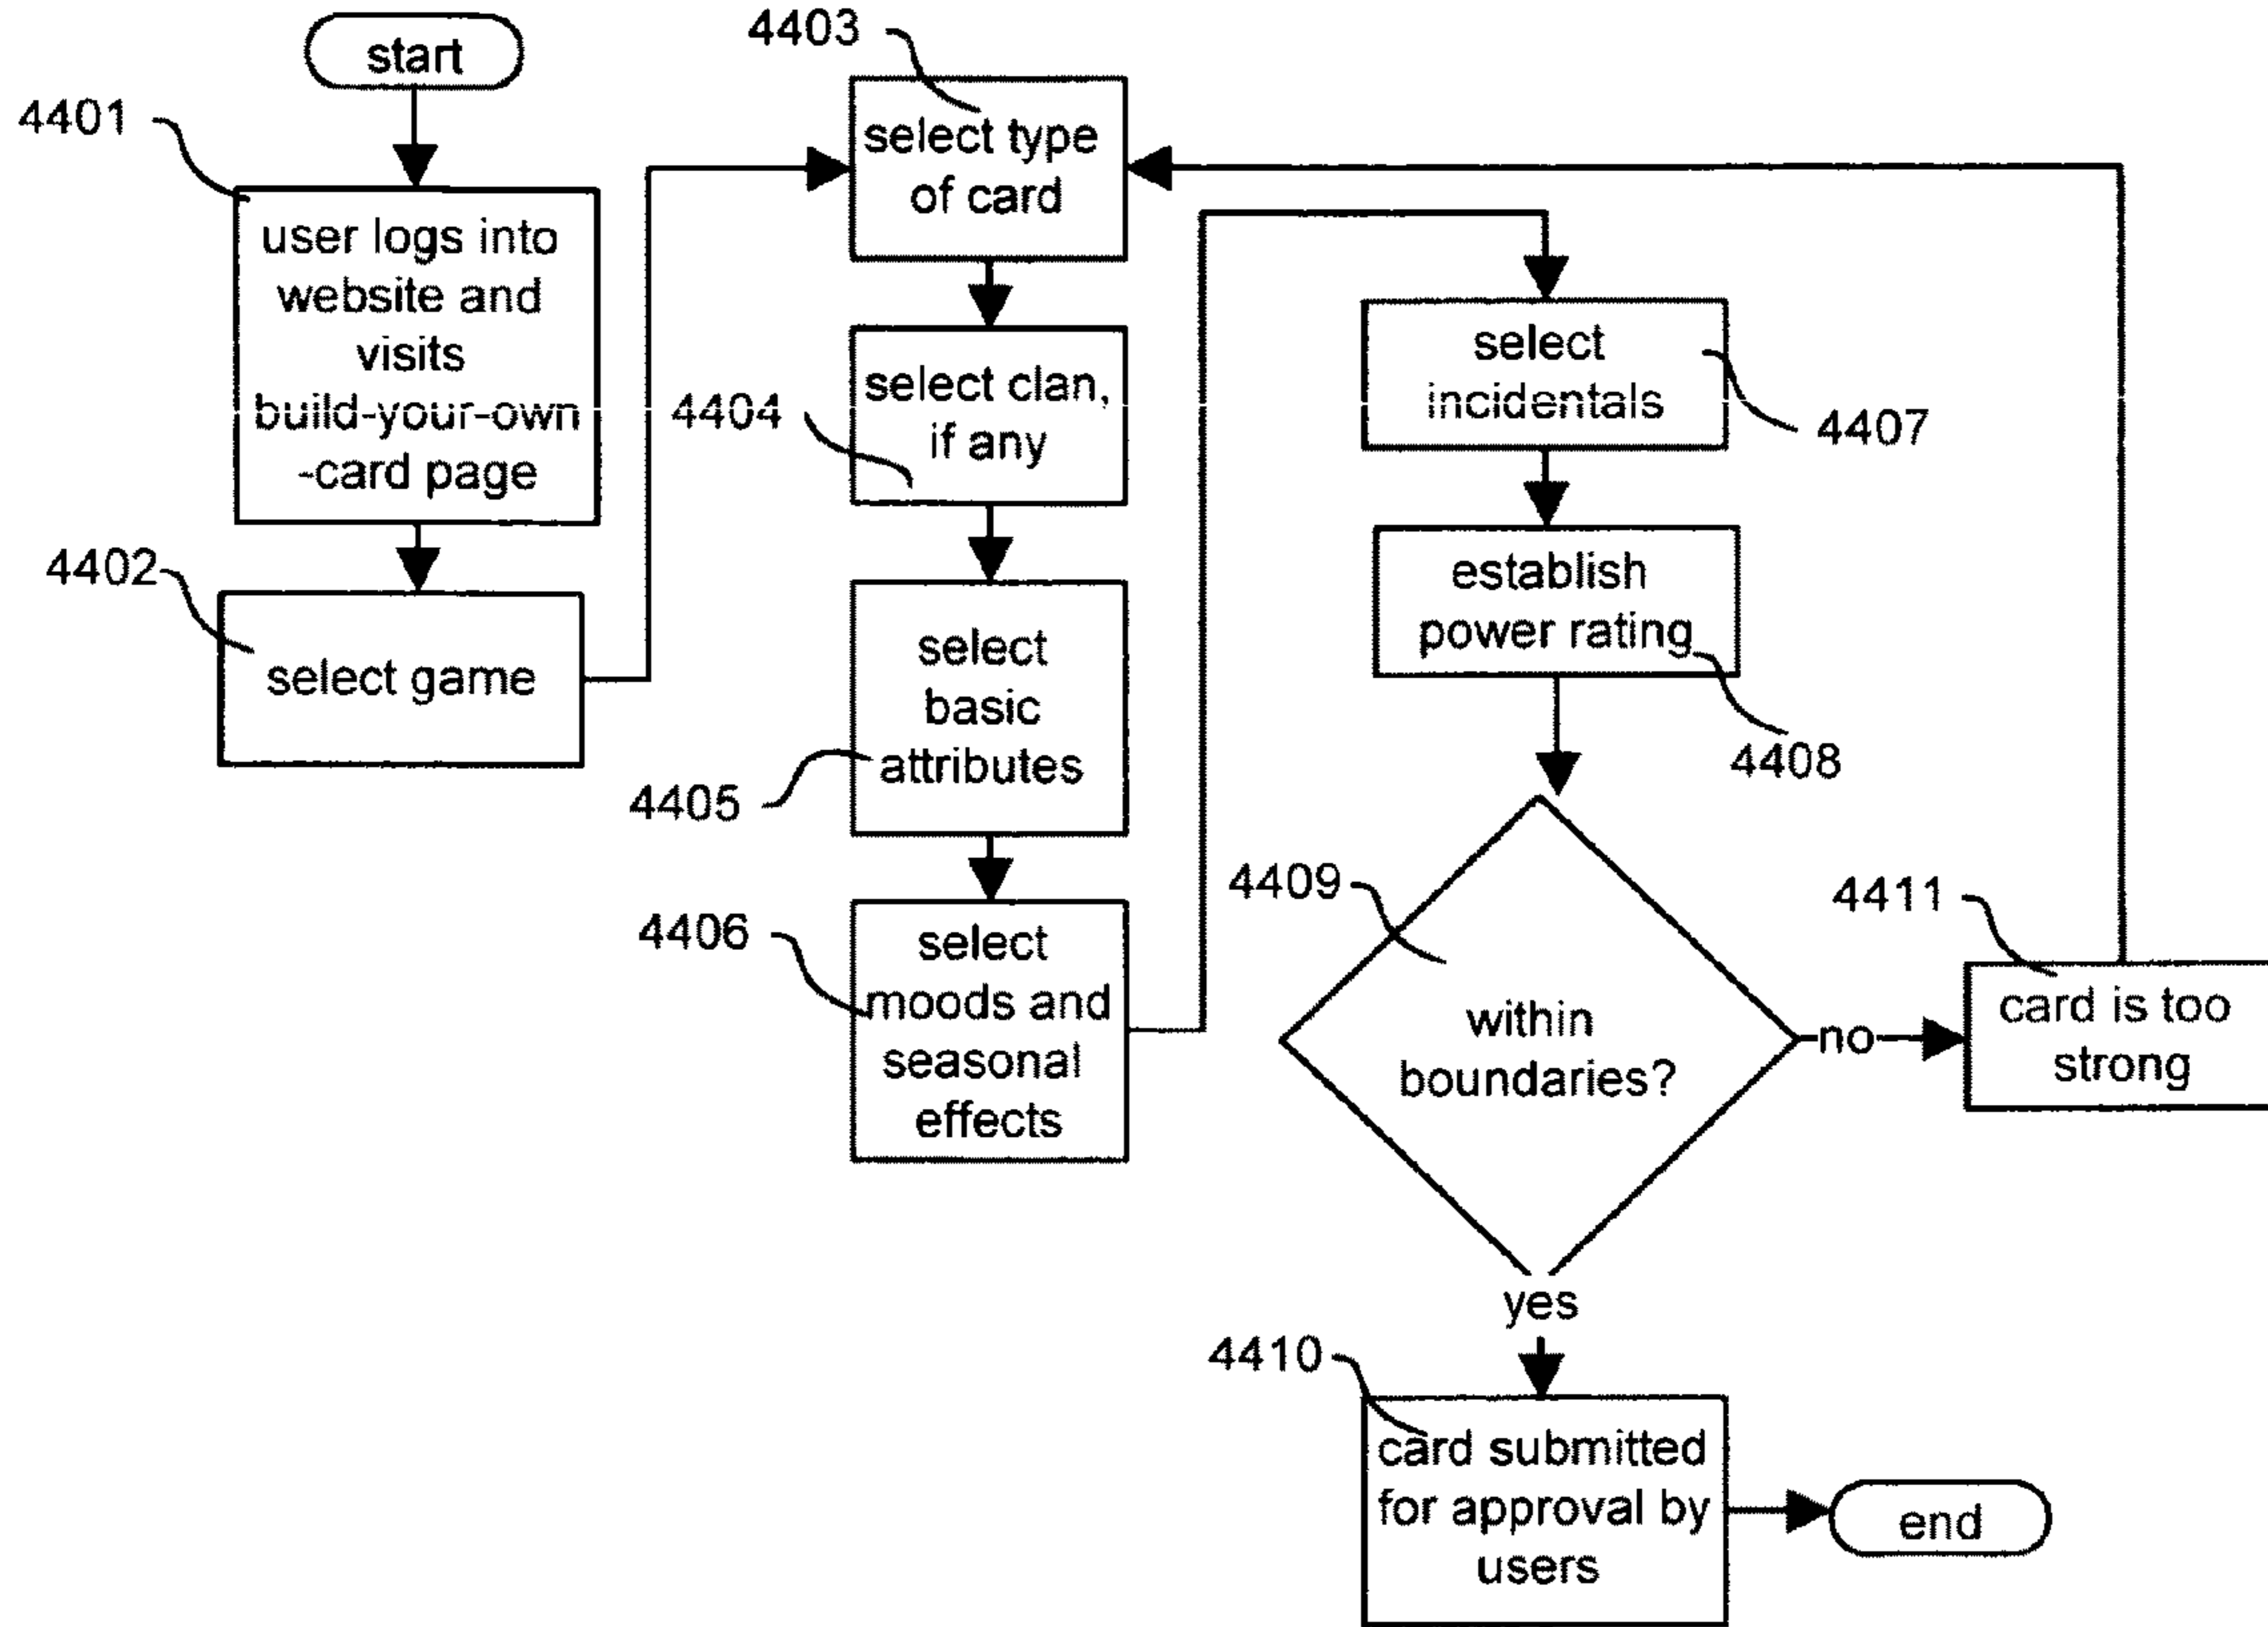 start
4401
user logs into
website and
visits
build-your-own
-card page
4402
select game
4403
select type
of card
4404
select clan,
if any
4405
select
basic
attributes
4406
select
moods and
seasonal
effects
select
incidentals
4407
establish
power rating
4408
4409
within
boundaries?
no
4411
card is too
strong
yes
4410
card submitted
for approval by
users
end